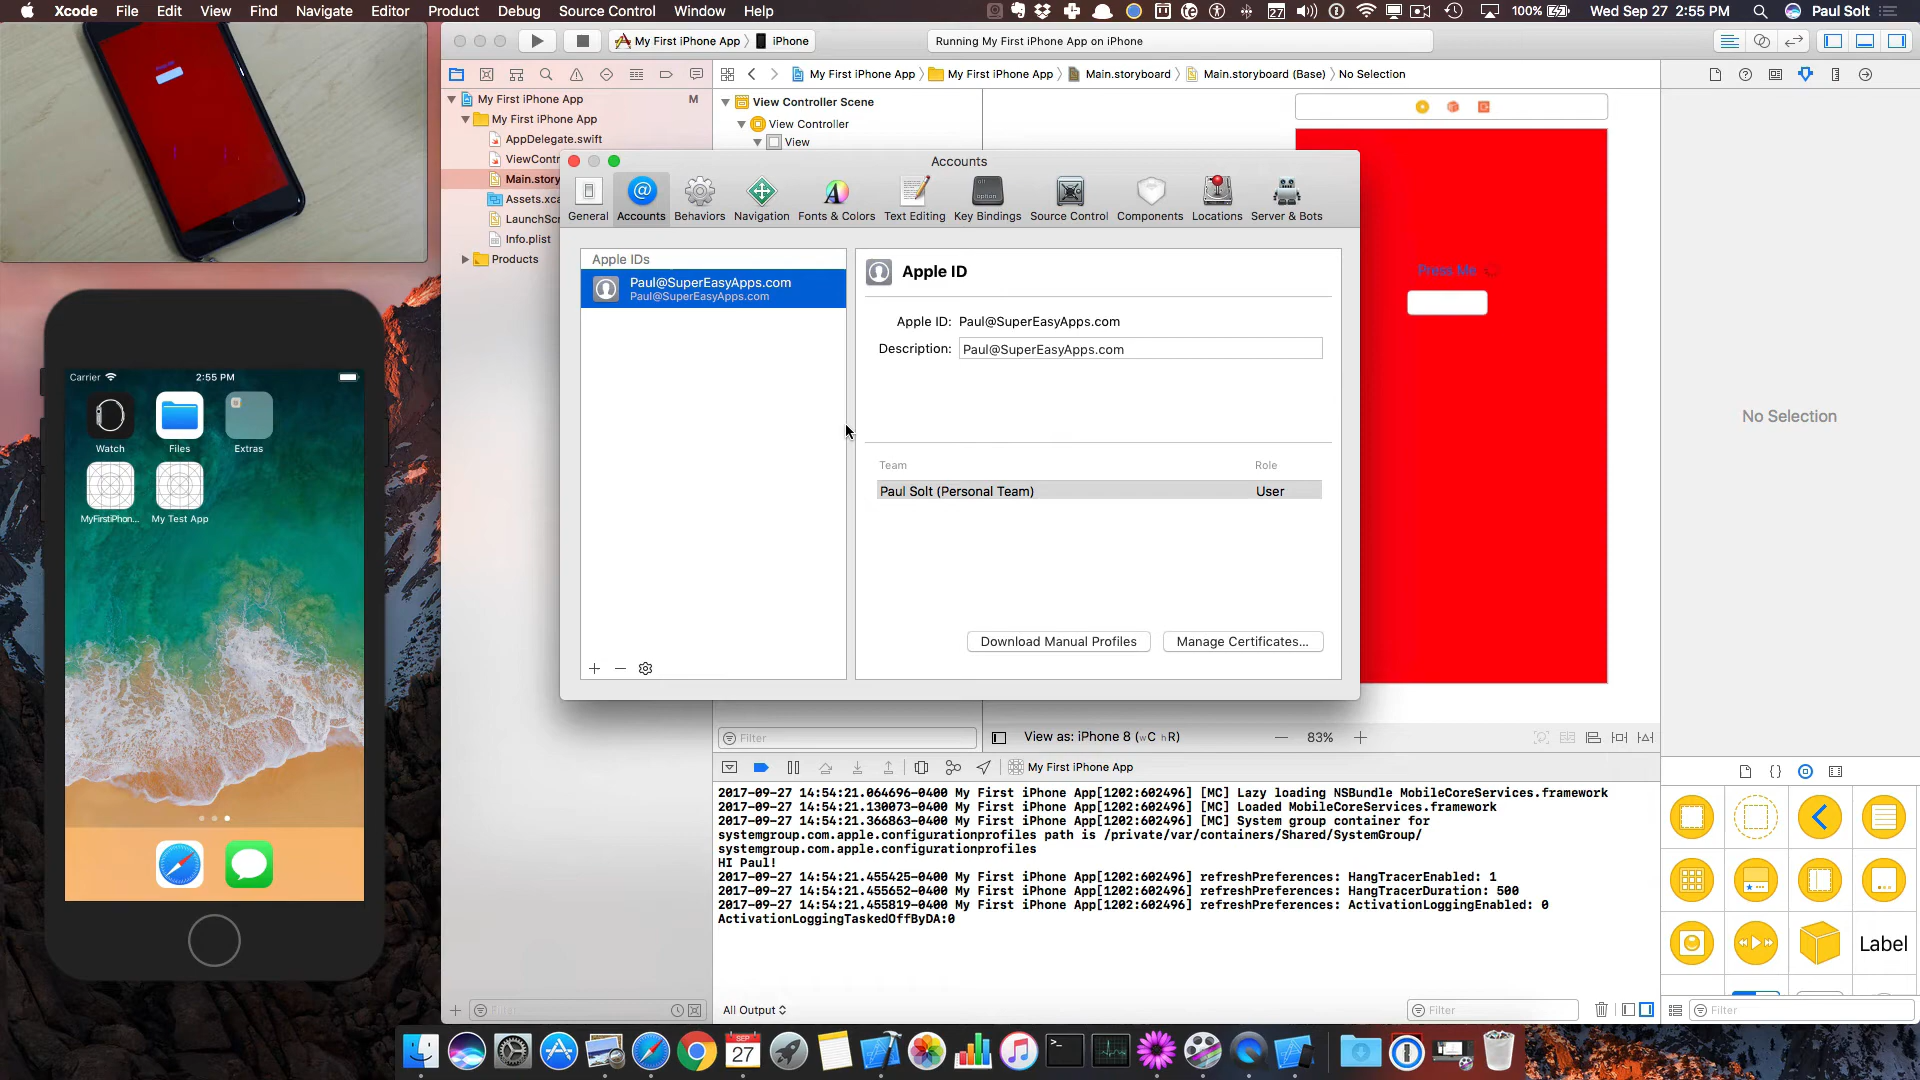 Xcode File Edit View Find Navigate Editor Product Debug Source Control Window Help
27 100% Wed Sep 27 2:55 PM Paul Solt
My First iPhone App iPhone
Running My First iPhone App on iPhone
My First iPhone App My First iPhone App Main.storyboard Main.storyboard (Base) No Selection
My First iPhone App M
My First iPhone App
AppDelegate.swift
ViewContr
Main.story
Assets.xca
LaunchScr
Info.plist
Products
View Controller Scene
View Controller
View
Accounts
General Accounts Behaviors Navigation Fonts & Colors Text Editing Key Bindings Source Control Components Locations Server & Bots
Apple IDs
Paul@SuperEasyApps.com
Paul@SuperEasyApps.com
Apple ID
Apple ID: Paul@SuperEasyApps.com
Description: Paul@SuperEasyApps.com
Team Role
Paul Solt (Personal Team) User
Download Manual Profiles Manage Certificates...
Press Me
No Selection
Carrier 2:55 PM
Watch Files Extras
MyFirstiPhon... My Test App
Filter
View as: iPhone 8 (wC hR) 83%
My First iPhone App
2017-09-27 14:54:21.064696-0400 My First iPhone App[1202:602496] [MC] Lazy loading NSBundle MobileCoreServices.framework
2017-09-27 14:54:21.130073-0400 My First iPhone App[1202:602496] [MC] Loaded MobileCoreServices.framework
2017-09-27 14:54:21.366863-0400 My First iPhone App[1202:602496] [MC] System group container for
systemgroup.com.apple.configurationprofiles path is /private/var/containers/Shared/SystemGroup/
systemgroup.com.apple.configurationprofiles
HI Paul!
2017-09-27 14:54:21.455425-0400 My First iPhone App[1202:602496] refreshPreferences: HangTracerEnabled: 1
2017-09-27 14:54:21.455652-0400 My First iPhone App[1202:602496] refreshPreferences: HangTracerDuration: 500
2017-09-27 14:54:21.455819-0400 My First iPhone App[1202:602496] refreshPreferences: ActivationLoggingEnabled: 0
ActivationLoggingTaskedOffByDA:0
Label
Filter
All Output
Filter
Filter
SEP
27